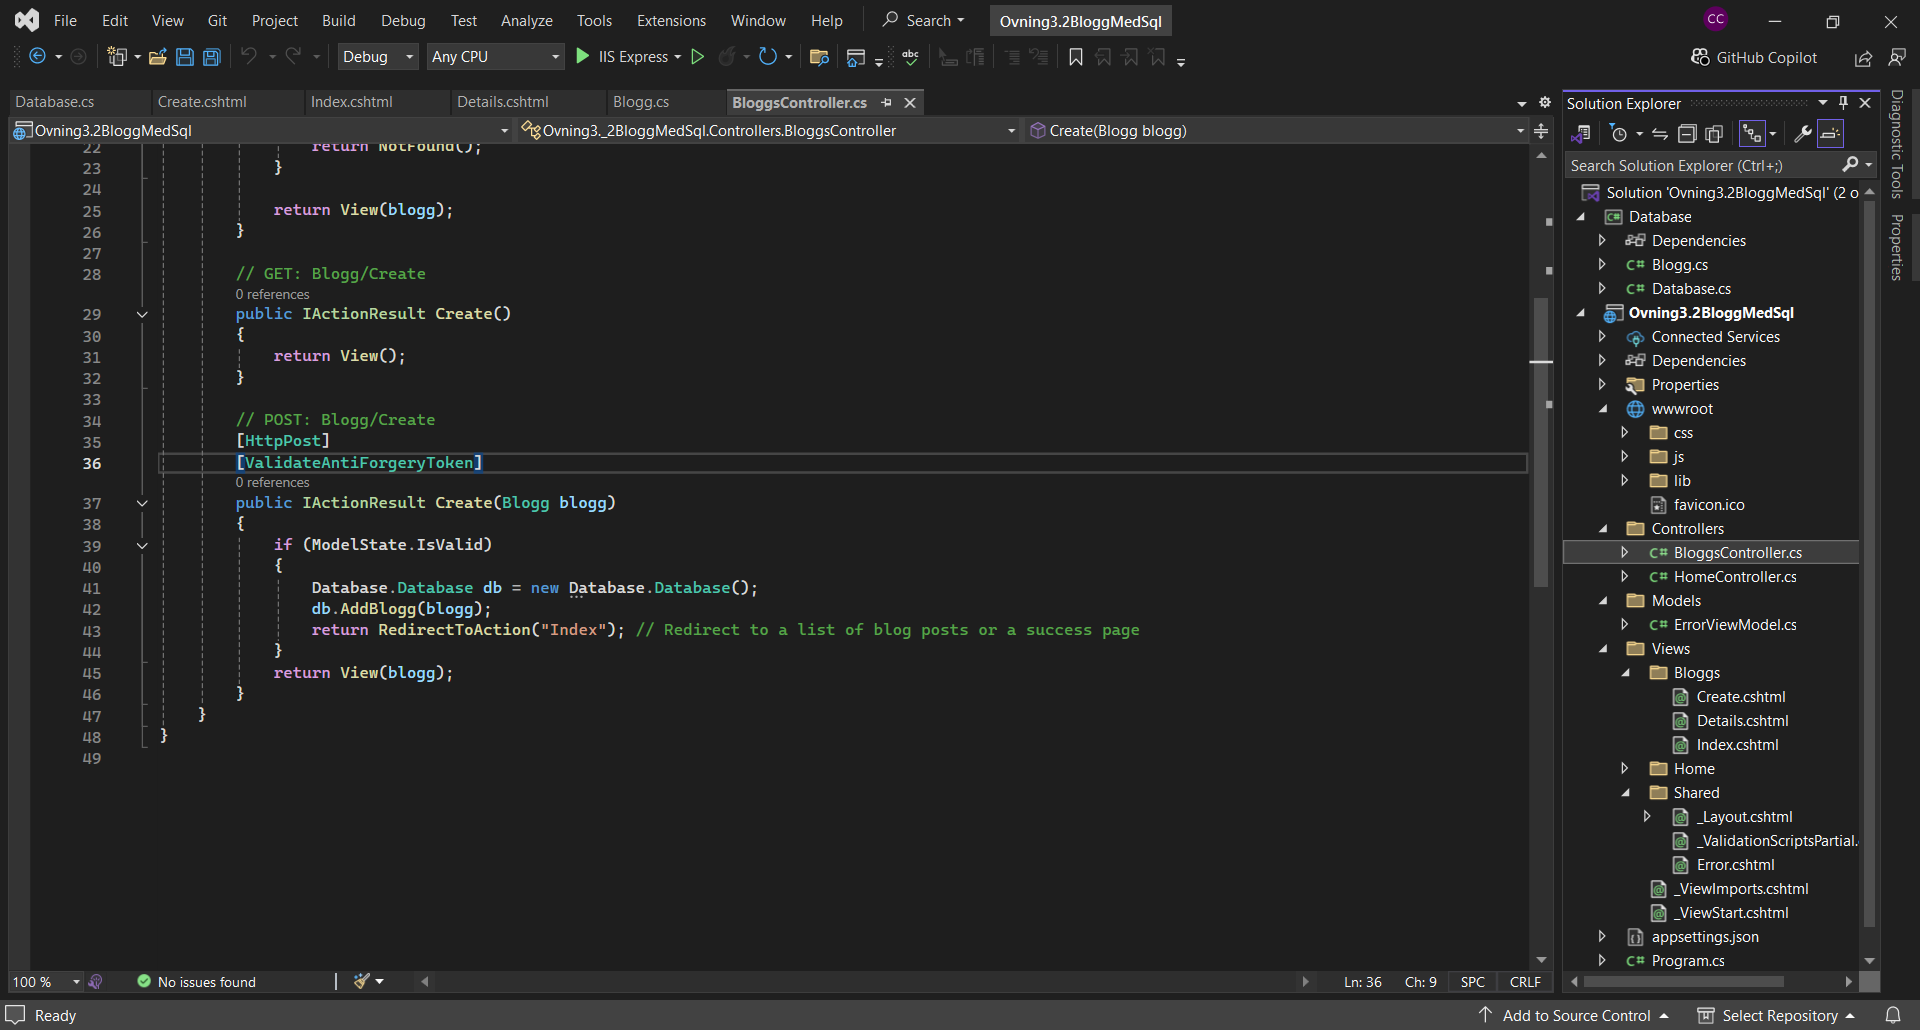 File Edit View Git Project Build Debug Test Analyze Tools Extensions Window Help Search Ovning3.2BloggMedSql CC
Debug Any CPU IIS Express abc GitHub Copilot
Database.cs Create.cshtml Index.cshtml Details.cshtml Blogg.cs BloggsController.cs
Ovning3.2BloggMedSql Ovning3._2BloggMedSql.Controllers.BloggsController Create(Blogg blogg)
22 return NotFound();
23 }
24
25 return View(blogg);
26 }
27
28 // GET: Blogg/Create
0 references
29 public IActionResult Create()
30 {
31 return View();
32 }
33
34 // POST: Blogg/Create
35 [HttpPost]
36 [ValidateAntiForgeryToken]
0 references
37 public IActionResult Create(Blogg blogg)
38 {
39 if (ModelState.IsValid)
40 {
41 Database.Database db = new Database.Database();
42 db.AddBlogg(blogg);
43 return RedirectToAction("Index"); // Redirect to a list of blog posts or a success page
44 }
45 return View(blogg);
46 }
47 }
48 }
49
100 % No issues found Ln: 36 Ch: 9 SPC CRLF
Solution Explorer
Search Solution Explorer (Ctrl+;)
Solution 'Ovning3.2BloggMedSql' (2 o
Database
Dependencies
C# Blogg.cs
C# Database.cs
Ovning3.2BloggMedSql
Connected Services
Dependencies
Properties
wwwroot
css
js
lib
favicon.ico
Controllers
C# BloggsController.cs
C# HomeController.cs
Models
C# ErrorViewModel.cs
Views
Bloggs
Create.cshtml
Details.cshtml
Index.cshtml
Home
Shared
_Layout.cshtml
_ValidationScriptsPartial.
Error.cshtml
_ViewImports.cshtml
_ViewStart.cshtml
appsettings.json
C# Program.cs
Diagnostic Tools
Properties
Ready Add to Source Control Select Repository